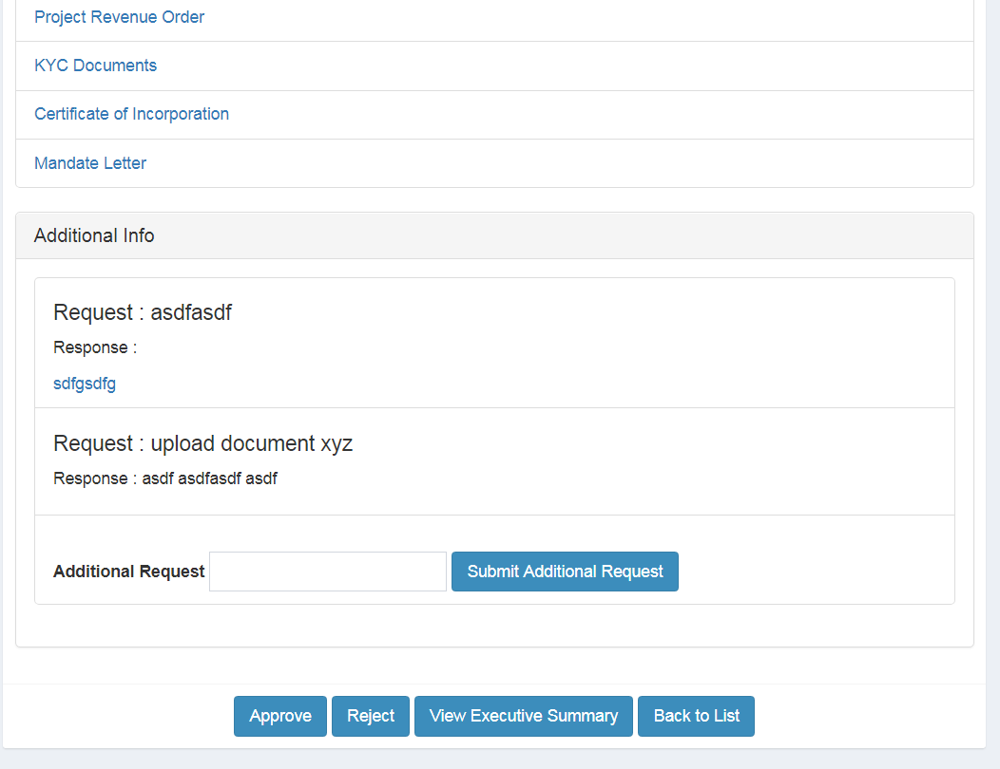 Project Revenue Order
KYC Documents
Certificate of Incorporation
Mandate Letter
Additional Info
Request : asdfasdf
Response :
sdfgsdfg
Request : upload document xyz
Response : asdf asdfasdf asdf
Additional Request Submit Additional Request
Approve Reject View Executive Summary Back to List